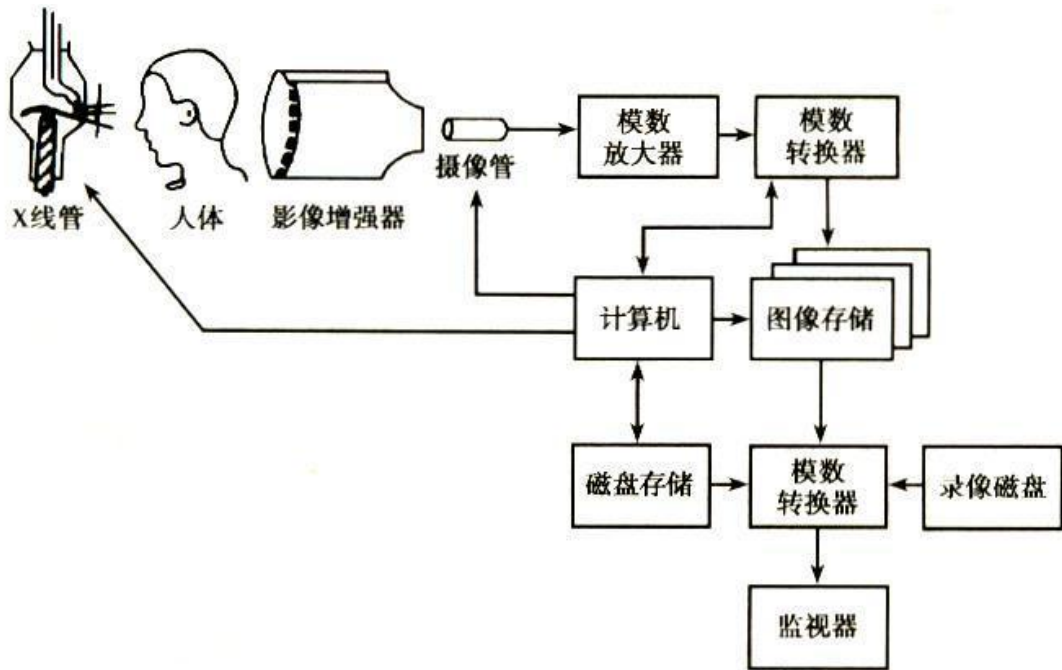 模数
放大器
模数
转换器
摄像管
X线管
人体
影像增强器
计算机
图像存储
磁盘存储
模数
转换器
录像磁盘
监视器